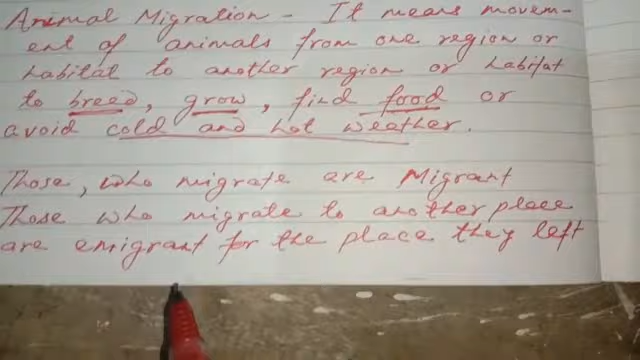 Animal Migration - It means movem-
ent of animals from one region or
habitat to another region or habitat
to breed, grow, find food or
avoid cold and hot weather.
Those, who migrate are Migrant
Those who migrate to another place
are emigrant for the place they left